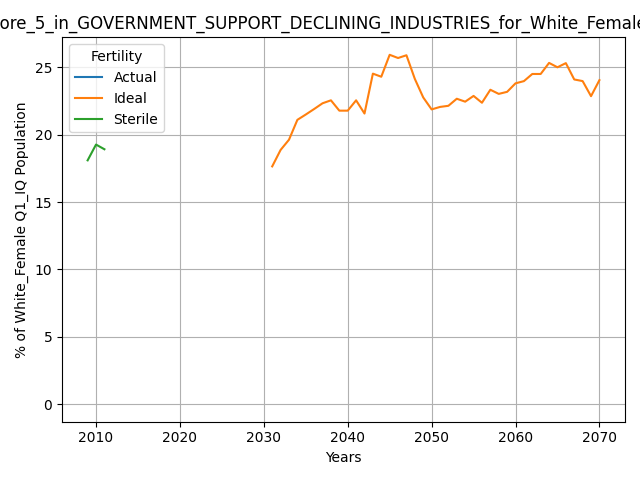 ore_5_in_GOVERNMENT_SUPPORT_DECLINING_INDUSTRIES_for_White_Female
Fertility
Actual
Ideal
Sterile
25
20
15
10
5
0
% of White_Female Q1_IQ Population
2010 2020 2030 2040 2050 2060 2070
Years